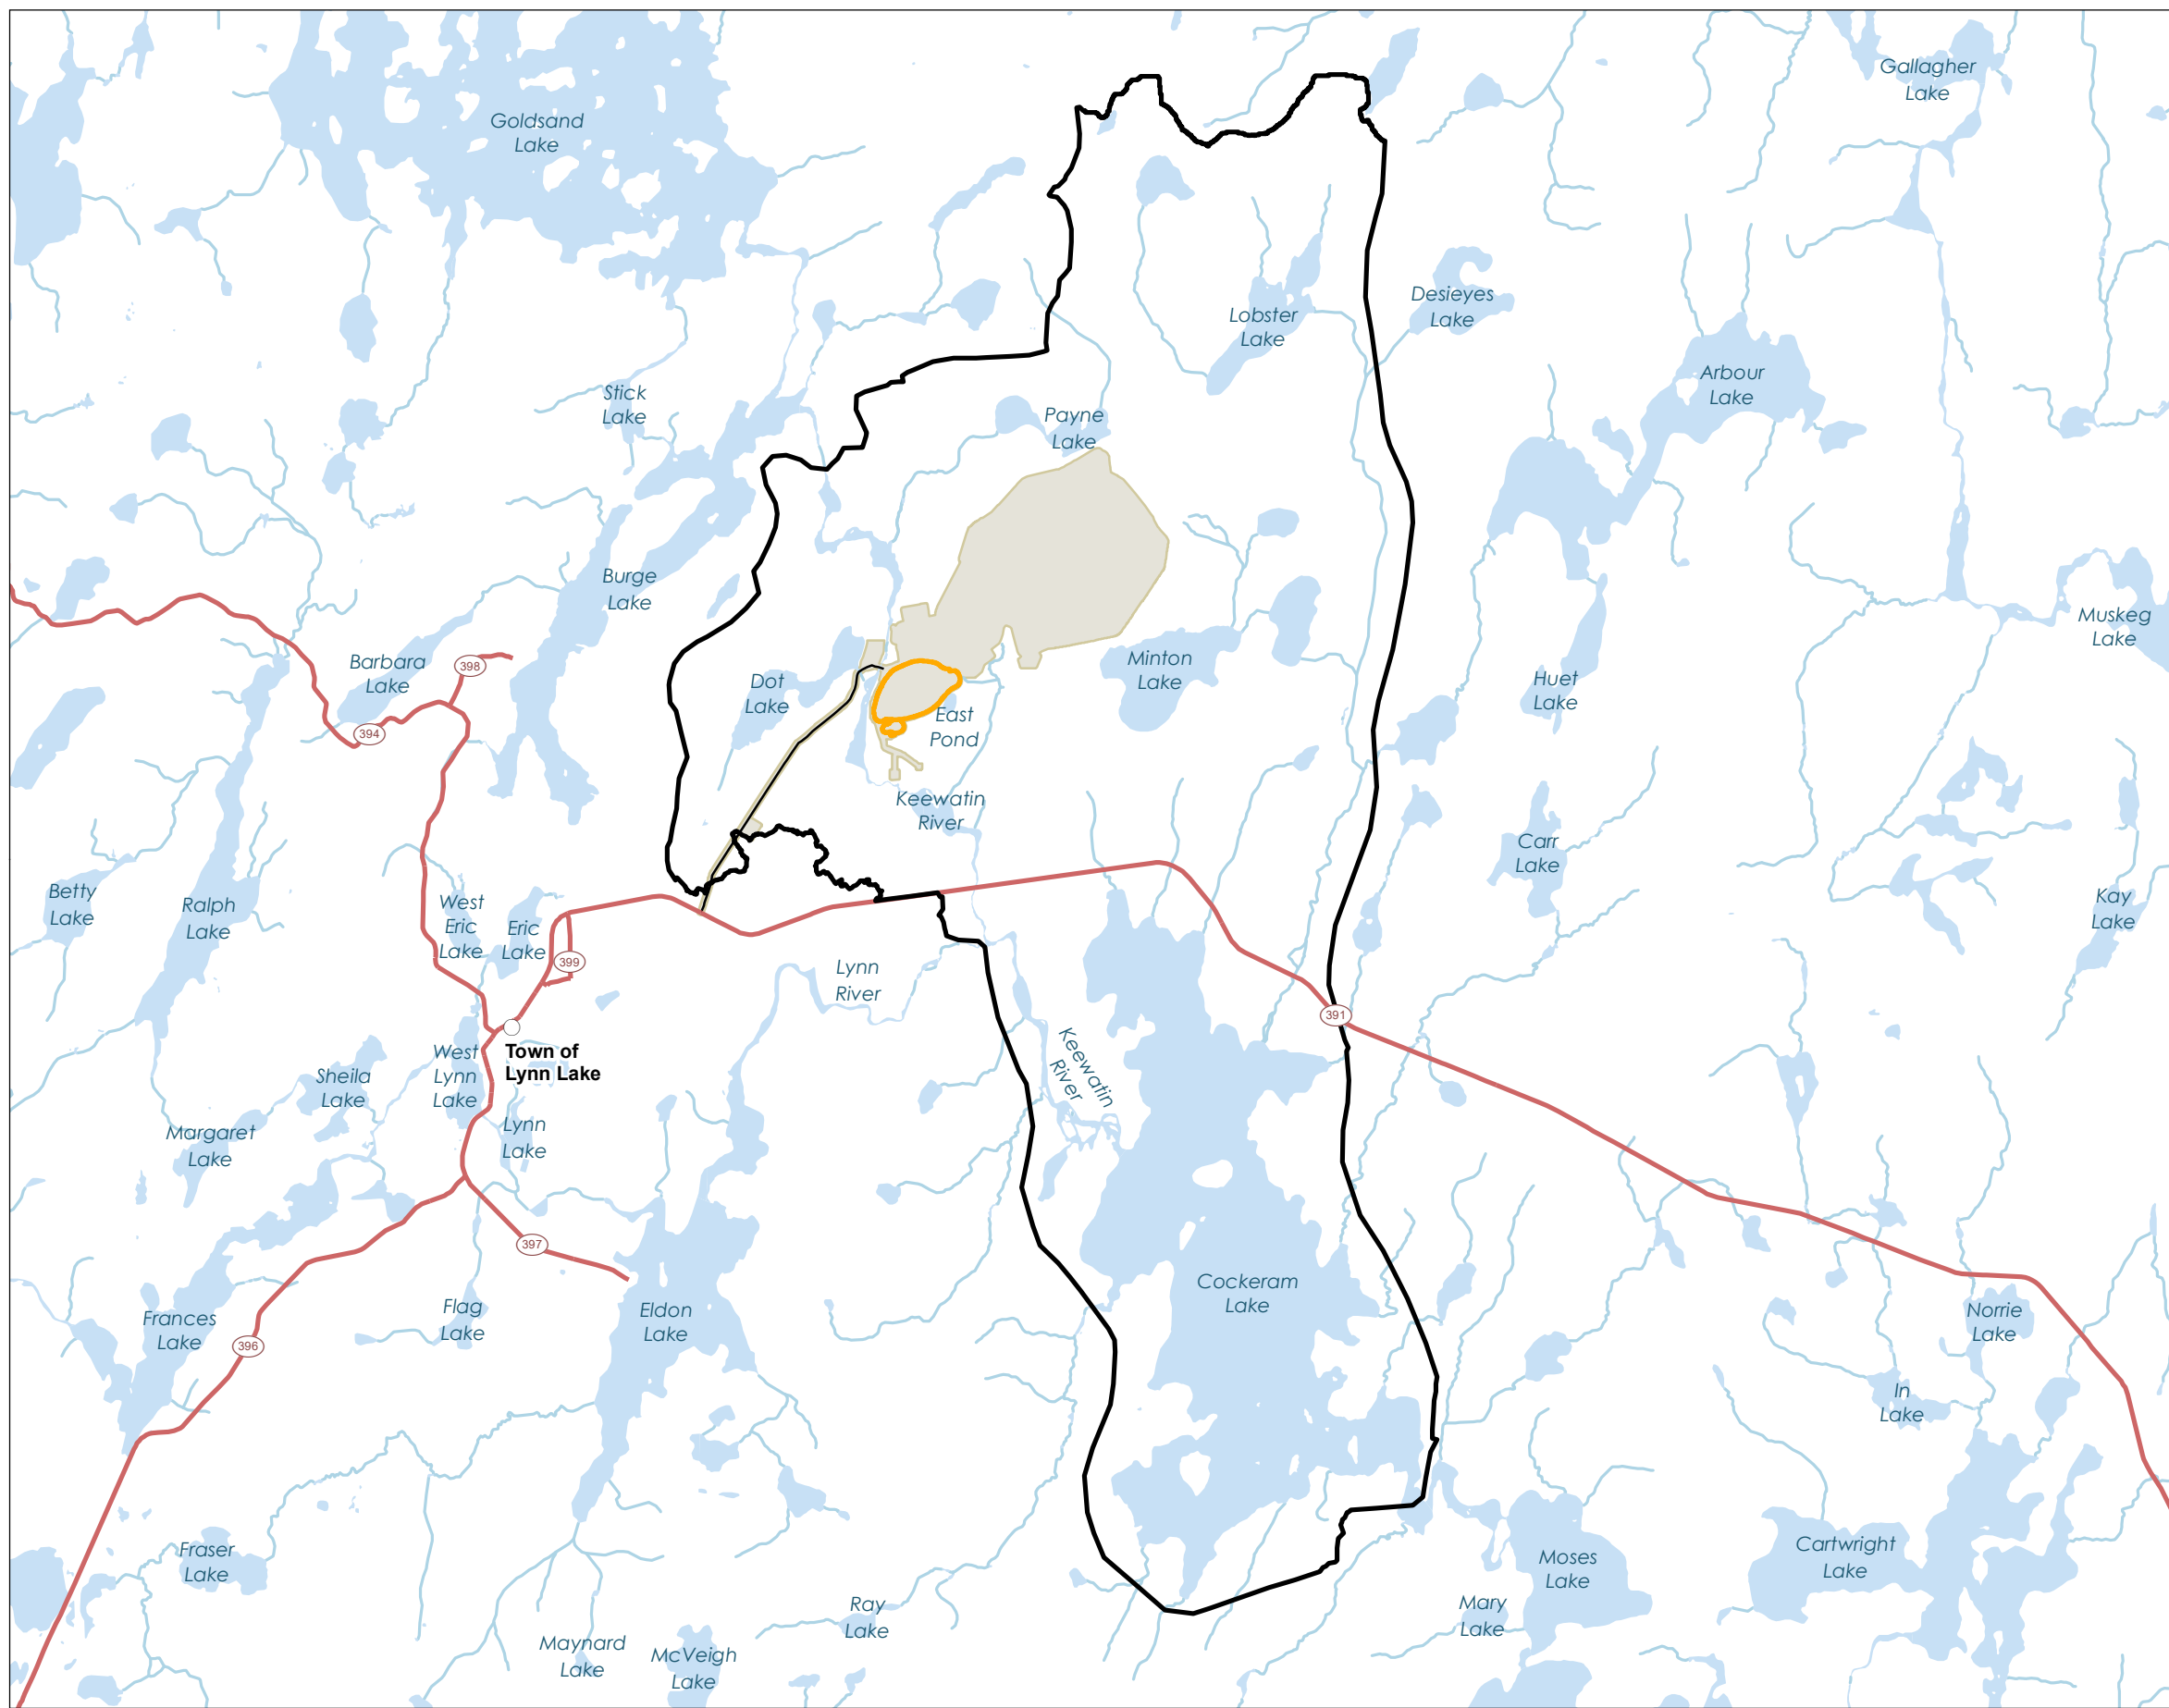 Gallagher
Lake
Goldsand
Lake
Desieyes
Lake
Lobster
Lake
Arbour
Lake
Stick
Lake
Payne
Lake
Burge
Lake
Muskeg
Lake
Barbara
Lake
398
Minton
Lake
Dot
Lake
Huet
Lake
394
East
Pond
Keewatin
River
Carr
Lake
Betty
Lake
Ralph
Lake
West
Eric
Lake
Eric
Lake
Kay
Lake
399
Lynn
River
391
Town of
Lynn Lake
Keewatin
River
West
Lynn
Lake
Sheila
Lake
Margaret
Lake
Lynn
Lake
397
Cockeram
Lake
Frances
Lake
Flag
Lake
Eldon
Lake
Norrie
Lake
396
In
Lake
Fraser
Lake
Moses
Lake
Cartwright
Lake
Ray
Lake
Mary
Lake
Maynard
Lake
McVeigh
Lake